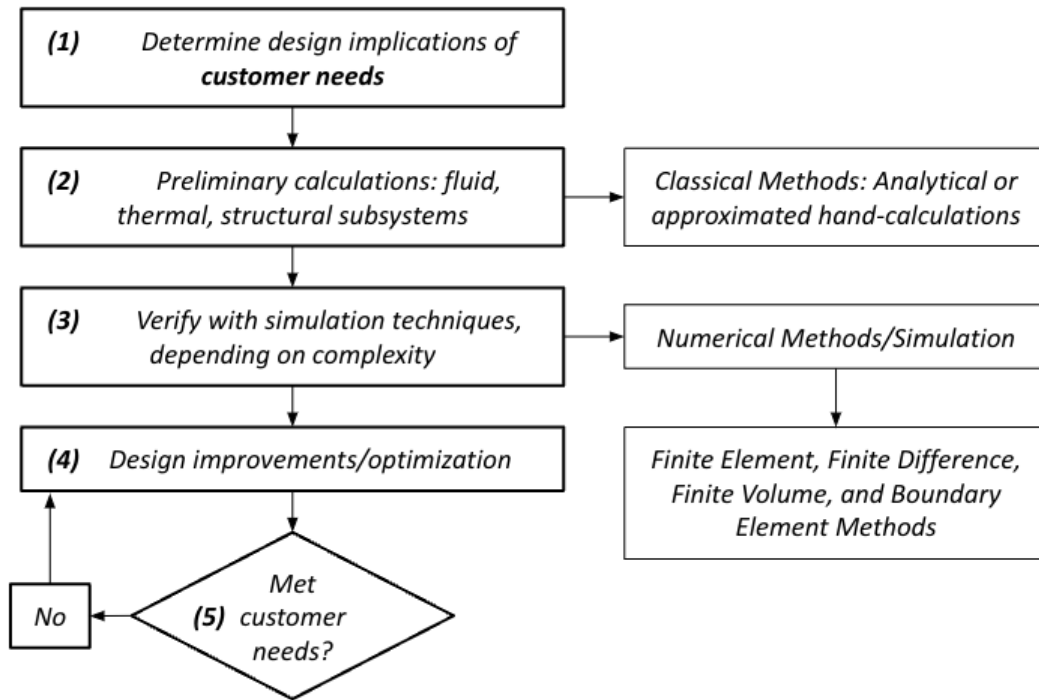 (1) Determine design implications of
customer needs
(2) Preliminary calculations: fluid,
thermal, structural subsystems
Classical Methods: Analytical or
approximated hand-calculations
(3) Verify with simulation techniques,
depending on complexity
Numerical Methods/Simulation
(4) Design improvements/optimization
Finite Element, Finite Difference,
Finite Volume, and Boundary
Element Methods
Met
(5) customer
needs?
No